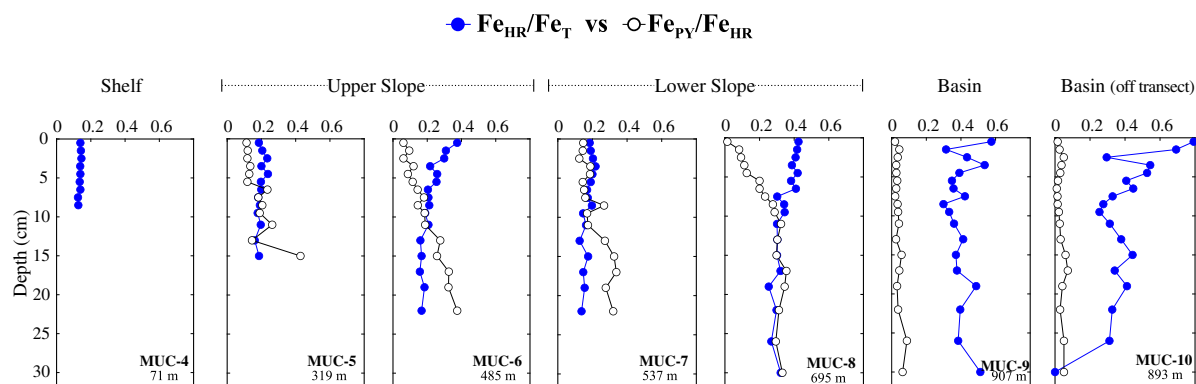 Fe_HR/Fe_T vs Fe_PY/Fe_HR
Shelf Upper Slope Lower Slope Basin Basin (off transect)
0 0.2 0.4 0.6 0 0.2 0.4 0.6 0 0.2 0.4 0.6 0 0.2 0.4 0.6 0 0.2 0.4 0.6 0 0.2 0.4 0.6 0 0.2 0.4 0.6
0
5
10
15
20
25
30
Depth (cm)
MUC-4 MUC-5 MUC-6 MUC-7 MUC-8 MUC-9 MUC-10
71 m 319 m 485 m 537 m 695 m 907 m 893 m